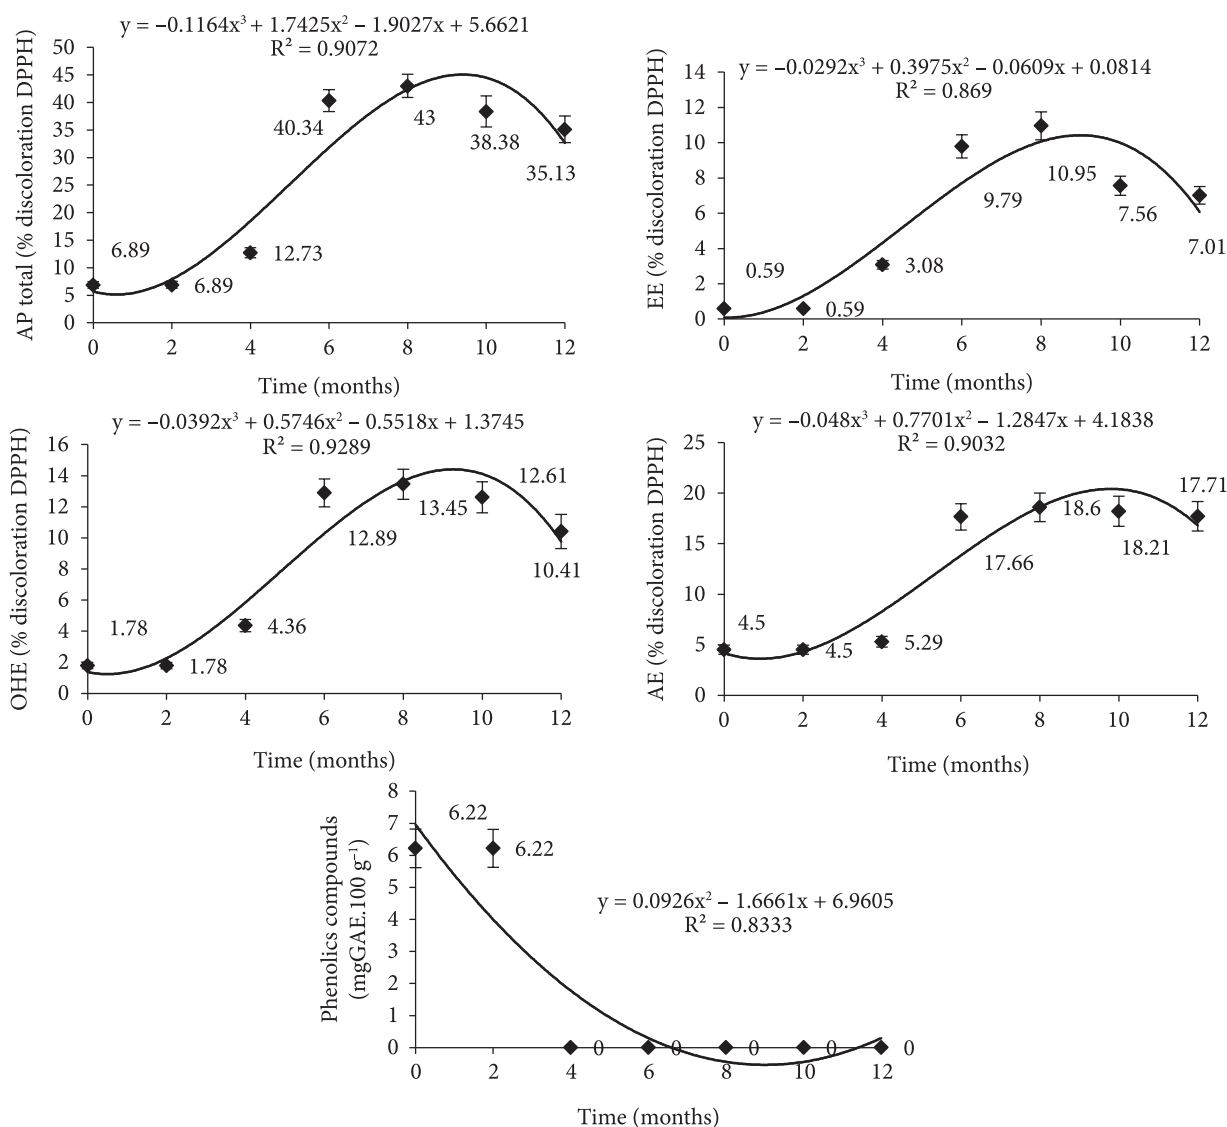 y = –0.1164x³ + 1.7425x² – 1.9027x + 5.6621
R² = 0.9072
AP total (% discoloration DPPH)
50
45
40
35
30
25
20
15
10
5
0
6.89
6.89
12.73
40.34
43
38.38
35.13
0 2 4 6 8 10 12
Time (months)
y = –0.0292x³ + 0.3975x² – 0.0609x + 0.0814
R² = 0.869
EE (% discoloration DPPH)
14
12
10
8
6
4
2
0
0.59
0.59
3.08
9.79
10.95
7.56
7.01
0 2 4 6 8 10 12
Time (months)
y = –0.0392x³ + 0.5746x² – 0.5518x + 1.3745
R² = 0.9289
OHE (% discoloration DPPH)
16
14
12
10
8
6
4
2
0
1.78
1.78
4.36
12.89
13.45
12.61
10.41
0 2 4 6 8 10 12
Time (months)
y = –0.048x³ + 0.7701x² – 1.2847x + 4.1838
R² = 0.9032
AE (% discoloration DPPH)
25
20
15
10
5
0
4.5
4.5
5.29
17.66
18.6
18.21
17.71
0 2 4 6 8 10 12
Time (months)
Phenolics compounds
(mgGAE.100 g⁻¹)
8
7
6
5
4
3
2
1
0
6.22
6.22
y = 0.0926x² – 1.6661x + 6.9605
R² = 0.8333
0 0 0 0 0
0 2 4 6 8 10 12
Time (months)